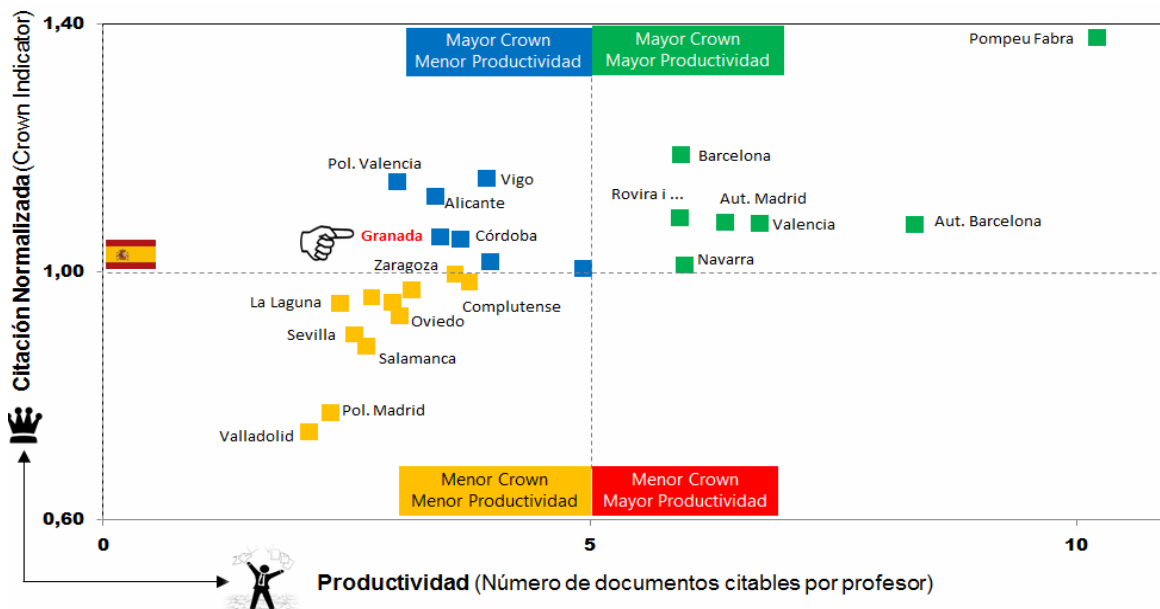 1,40
Mayor Crown
Menor Productividad
Mayor Crown
Mayor Productividad
Pompeu Fabra
Pol. Valencia
Vigo
Barcelona
Alicante
Rovira i ...
Aut. Madrid
Valencia
Aut. Barcelona
Granada
Córdoba
Navarra
1,00
Zaragoza
Complutense
La Laguna
Oviedo
Sevilla
Salamanca
Pol. Madrid
Valladolid
Menor Crown
Menor Productividad
Menor Crown
Mayor Productividad
0,60
0
5
10
Citación Normalizada (Crown Indicator)
Productividad (Número de documentos citables por profesor)